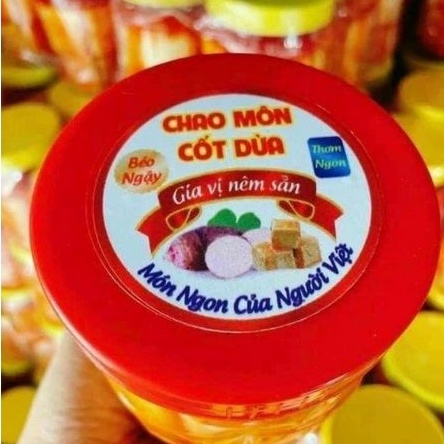 CHAO MÔN
CỐT DỪA
Béo
Ngậy
Thơm
Ngon
Gia vị nêm sẵn
Món Ngon Của Người Việt